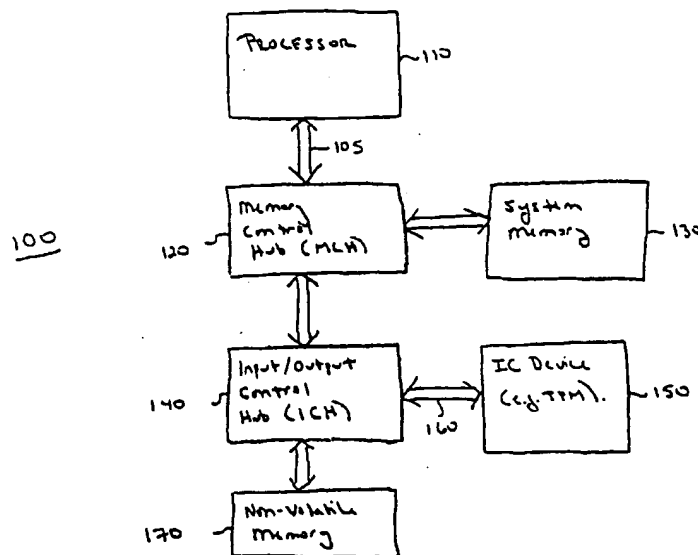 PROCESSOR
110
105
Memory
Control
Hub (MCH)
120
System
Memory
130
100
Input/Output
Control
Hub (ICH)
140
IC Device
(e.g. TPM).
150
160
Non-Volatile
Memory
170